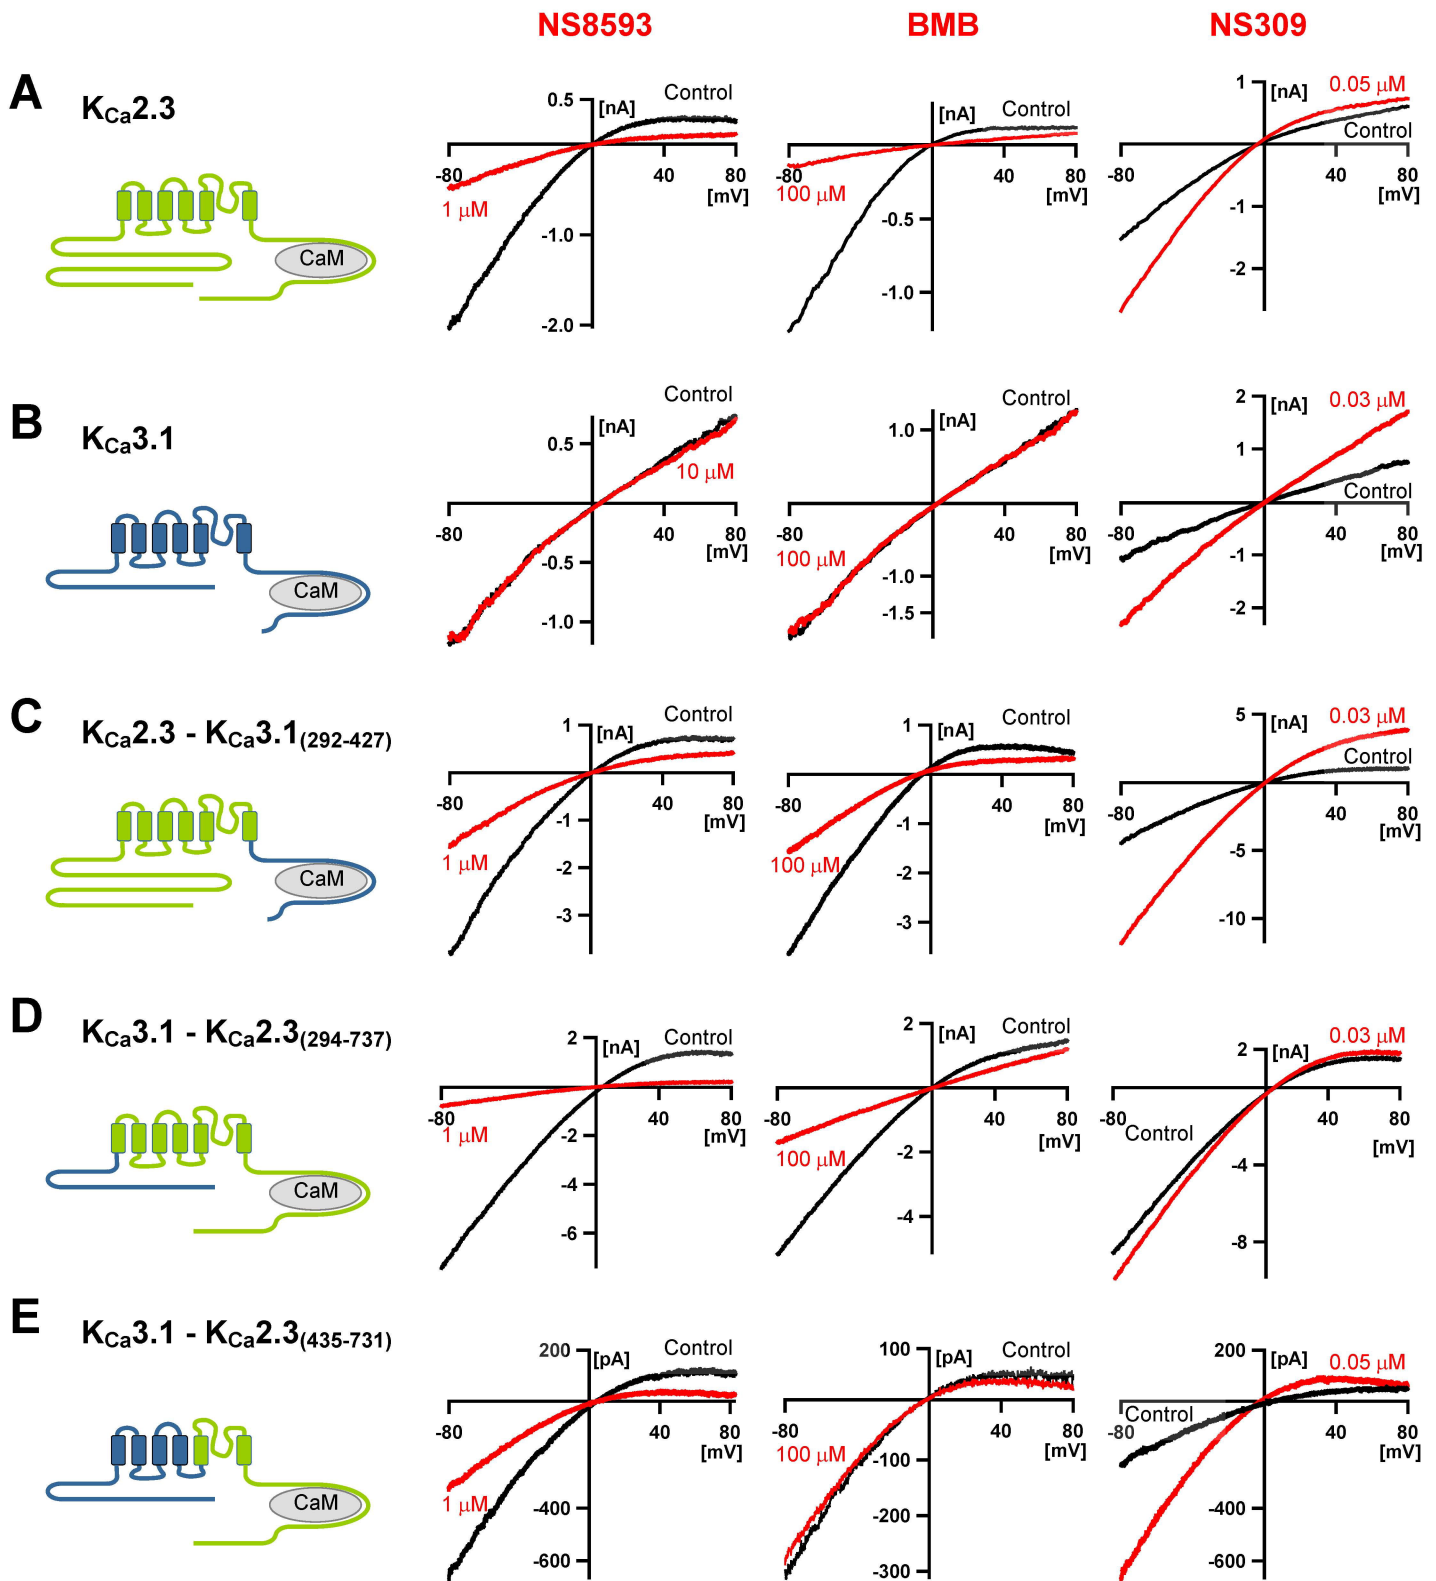 NS8593 BMB NS309
A K_Ca2.3
0.5 [nA] Control
-80 40 80
[mV]
1 μM
-1.0
-2.0
[nA] Control
-80 40 80
[mV]
100 μM
-0.5
-1.0
1 [nA] 0.05 μM
Control
-80 40 80
[mV]
-1
-2
CaM
B K_Ca3.1
Control
[nA]
0.5
10 μM
-80 40 80
[mV]
-0.5
-1.0
Control
1.0 [nA]
-80 40 80
[mV]
100 μM
-1.0
-1.5
2 [nA] 0.03 μM
1
Control
-80 40 80
[mV]
-1
-2
CaM
C K_Ca2.3 - K_Ca3.1(292-427)
1 [nA] Control
-80 40 80
[mV]
-1
1 μM
-2
-3
1 [nA] Control
-80 40 80
[mV]
-1
100 μM
-2
-3
5 [nA] 0.03 μM
Control
-80 40 80
[mV]
-5
-10
CaM
D K_Ca3.1 - K_Ca2.3(294-737)
2 [nA] Control
-80 40 80
[mV]
1 μM
-2
-4
-6
2 [nA] Control
-80 40 80
[mV]
100 μM
-2
-4
2 [nA] 0.03 μM
-80 40 80
Control
[mV]
-4
-8
CaM
E K_Ca3.1 - K_Ca2.3(435-731)
200 [pA] Control
-80 40 80
[mV]
1 μM
-400
-600
100 [pA] Control
-80 40 80
[mV]
100 μM
-100
-200
-300
200 [pA] 0.05 μM
Control
-80 40 80
[mV]
-400
-600
CaM